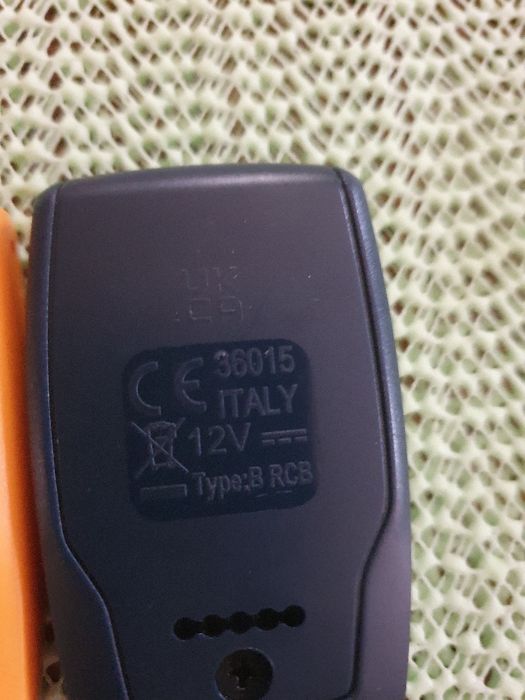 UK
CA
CE 36015
ITALY
12V
Type:B RCB